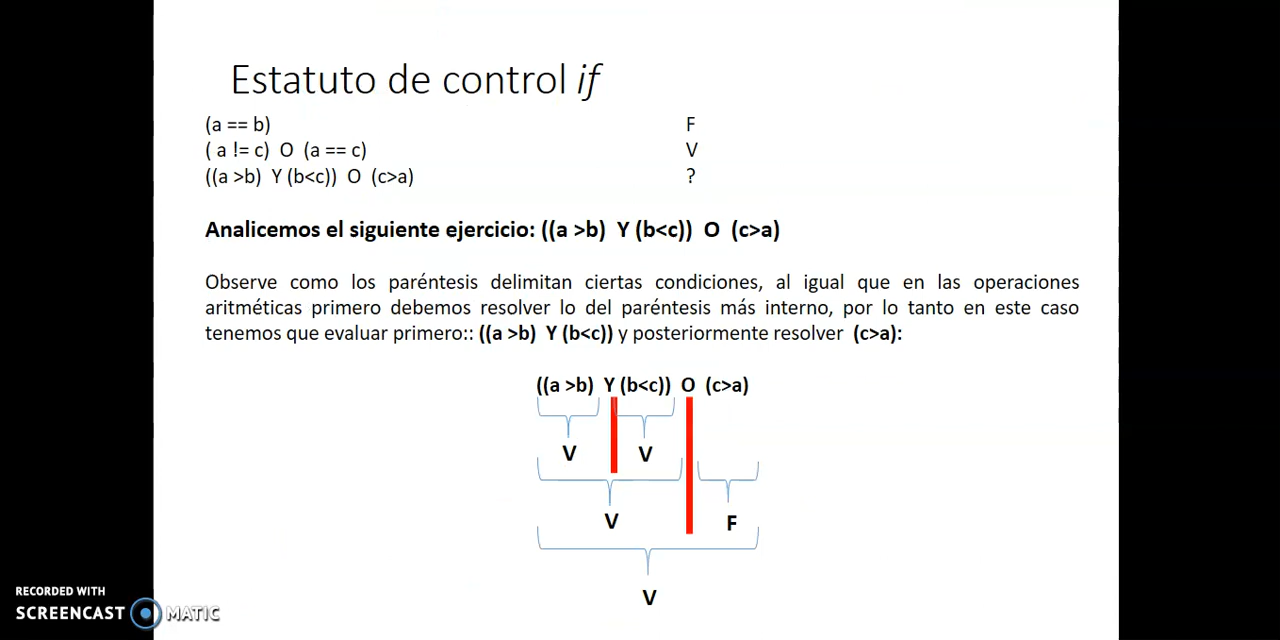 Estatuto de control if
(a == b) F
( a != c) O (a == c) V
((a >b) Y (b<c)) O (c>a) ?
Analicemos el siguiente ejercicio: ((a >b) Y (b<c)) O (c>a)
Observe como los paréntesis delimitan ciertas condiciones, al igual que en las operaciones
aritméticas primero debemos resolver lo del paréntesis más interno, por lo tanto en este caso
tenemos que evaluar primero:: ((a >b) Y (b<c)) y posteriormente resolver (c>a):
((a >b) Y (b<c)) O (c>a)
V V
V F
V
RECORDED WITH
SCREENCAST MATIC